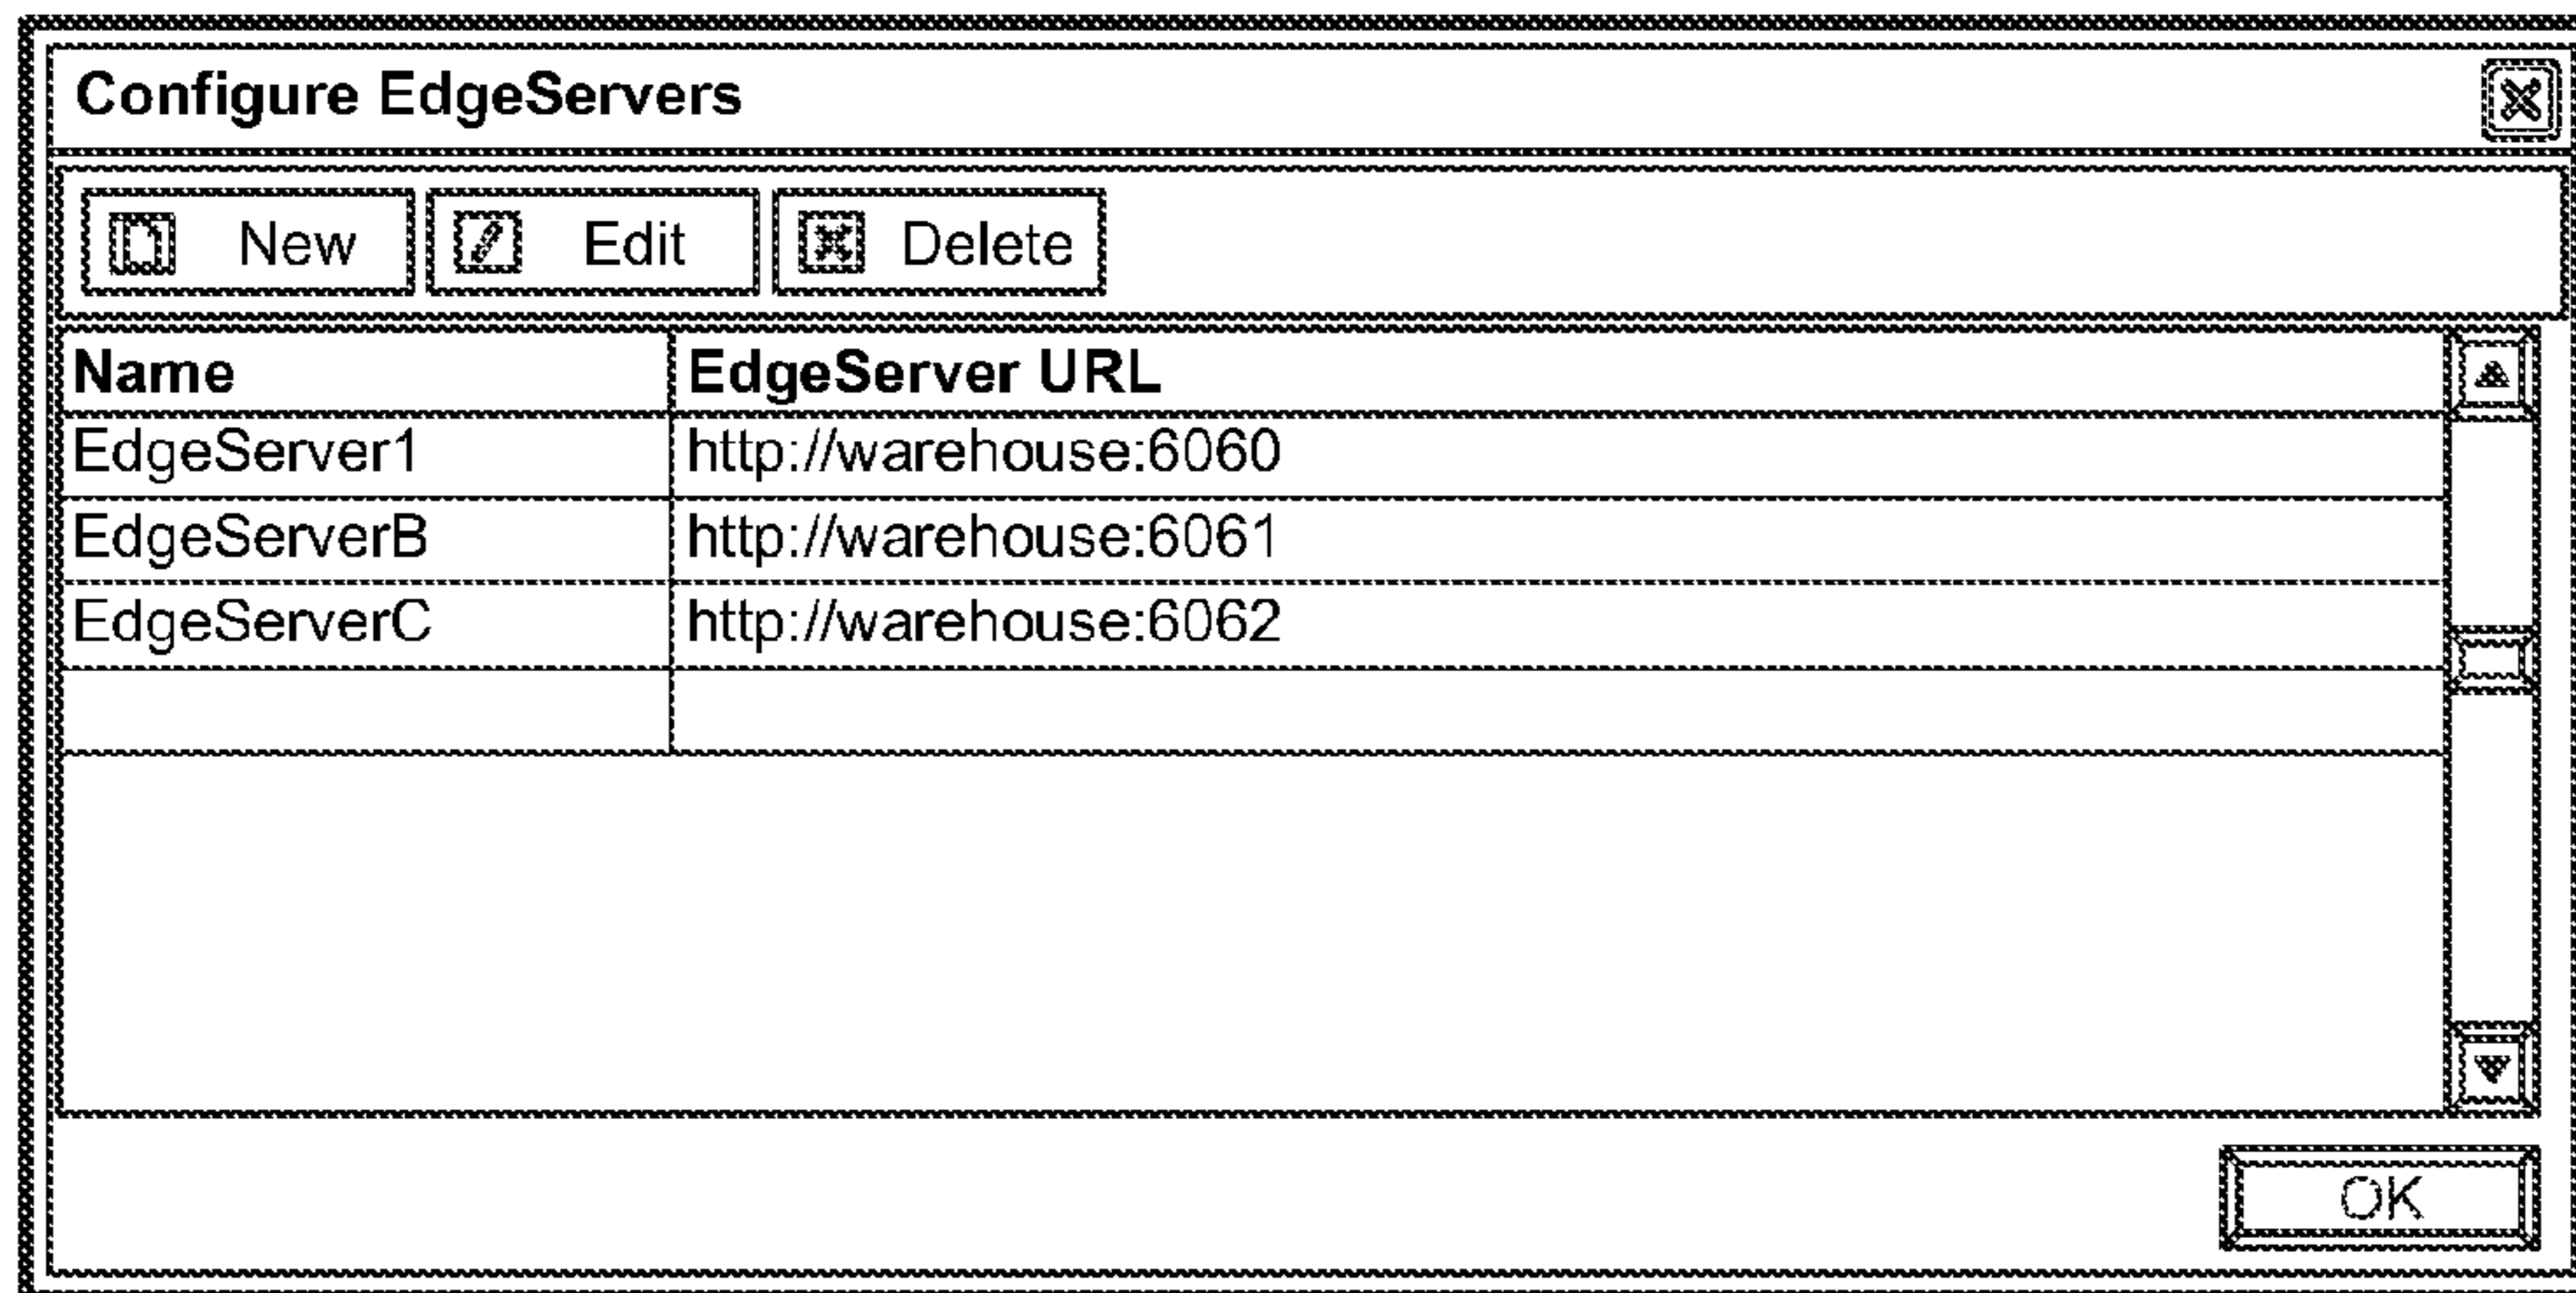 Configure EdgeServers
New Edit Delete
Name EdgeServer URL
EdgeServer1 http://warehouse:6060
EdgeServerB http://warehouse:6061
EdgeServerC http://warehouse:6062
OK